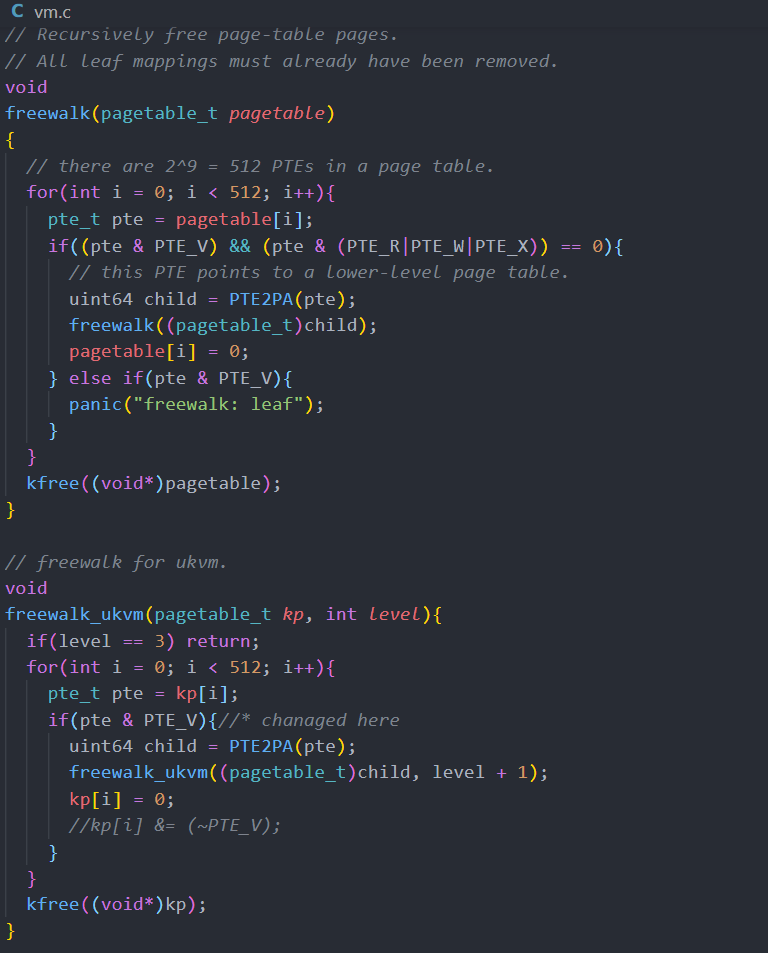 C vm.c
// Recursively free page-table pages.
// All leaf mappings must already have been removed.
void
freewalk(pagetable_t pagetable)
{
  // there are 2^9 = 512 PTEs in a page table.
  for(int i = 0; i < 512; i++){
    pte_t pte = pagetable[i];
    if((pte & PTE_V) && (pte & (PTE_R|PTE_W|PTE_X)) == 0){
      // this PTE points to a lower-level page table.
      uint64 child = PTE2PA(pte);
      freewalk((pagetable_t)child);
      pagetable[i] = 0;
    } else if(pte & PTE_V){
      panic("freewalk: leaf");
    }
  }
  kfree((void*)pagetable);
}

// freewalk for ukvm.
void
freewalk_ukvm(pagetable_t kp, int level){
  if(level == 3) return;
  for(int i = 0; i < 512; i++){
    pte_t pte = kp[i];
    if(pte & PTE_V){//* chanaged here
      uint64 child = PTE2PA(pte);
      freewalk_ukvm((pagetable_t)child, level + 1);
      kp[i] = 0;
      //kp[i] &= (~PTE_V);
    }
  }
  kfree((void*)kp);
}